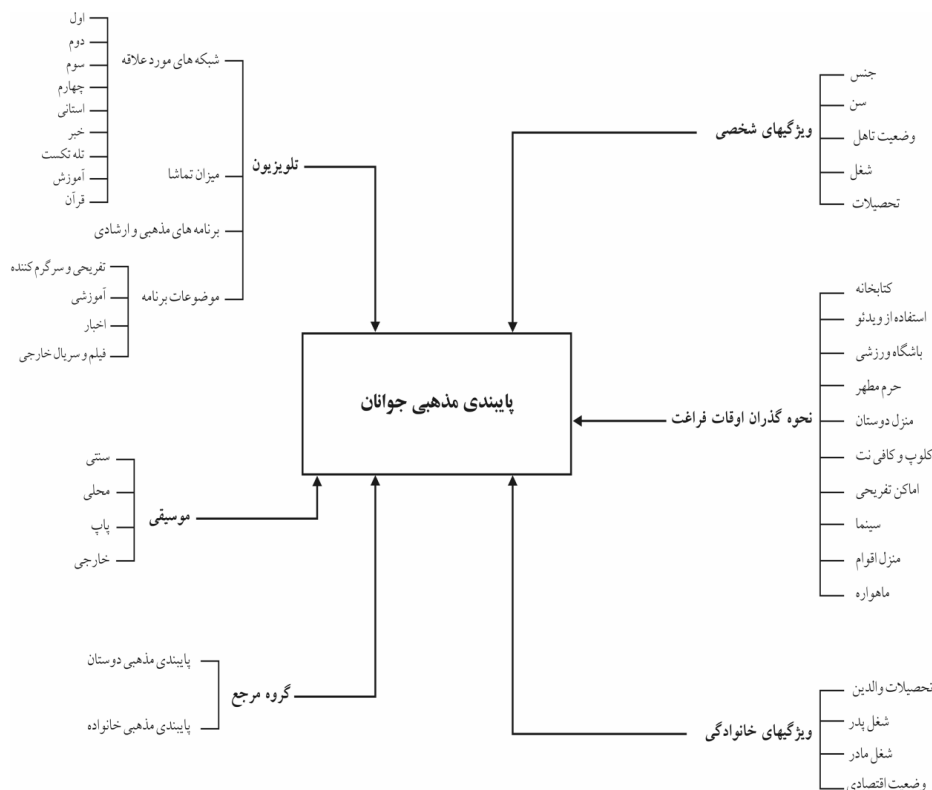 ویژگیهای شخصی
جنس
سن
وضعیت تاهل
شغل
تحصیلات
تلویزیون
شبکه های مورد علاقه
اول
دوم
سوم
چهارم
استانی
خبر
تله تکست
آموزش
قرآن
میزان تماشا
برنامه های مذهبی و ارشادی
موضوعات برنامه
تفریحی و سرگرم کننده
آموزشی
اخبار
فیلم و سریال خارجی
پایبندی مذهبی جوانان
نحوه گذران اوقات فراغت
کتابخانه
استفاده از ویدئو
باشگاه ورزشی
حرم مطهر
منزل دوستان
کلوپ و کافی نت
اماکن تفریحی
سینما
منزل اقوام
ماهواره
موسیقی
سنتی
محلی
پاپ
خارجی
گروه مرجع
پایبندی مذهبی دوستان
پایبندی مذهبی خانواده
ویژگیهای خانوادگی
تحصیلات والدین
شغل پدر
شغل مادر
وضعیت اقتصادی